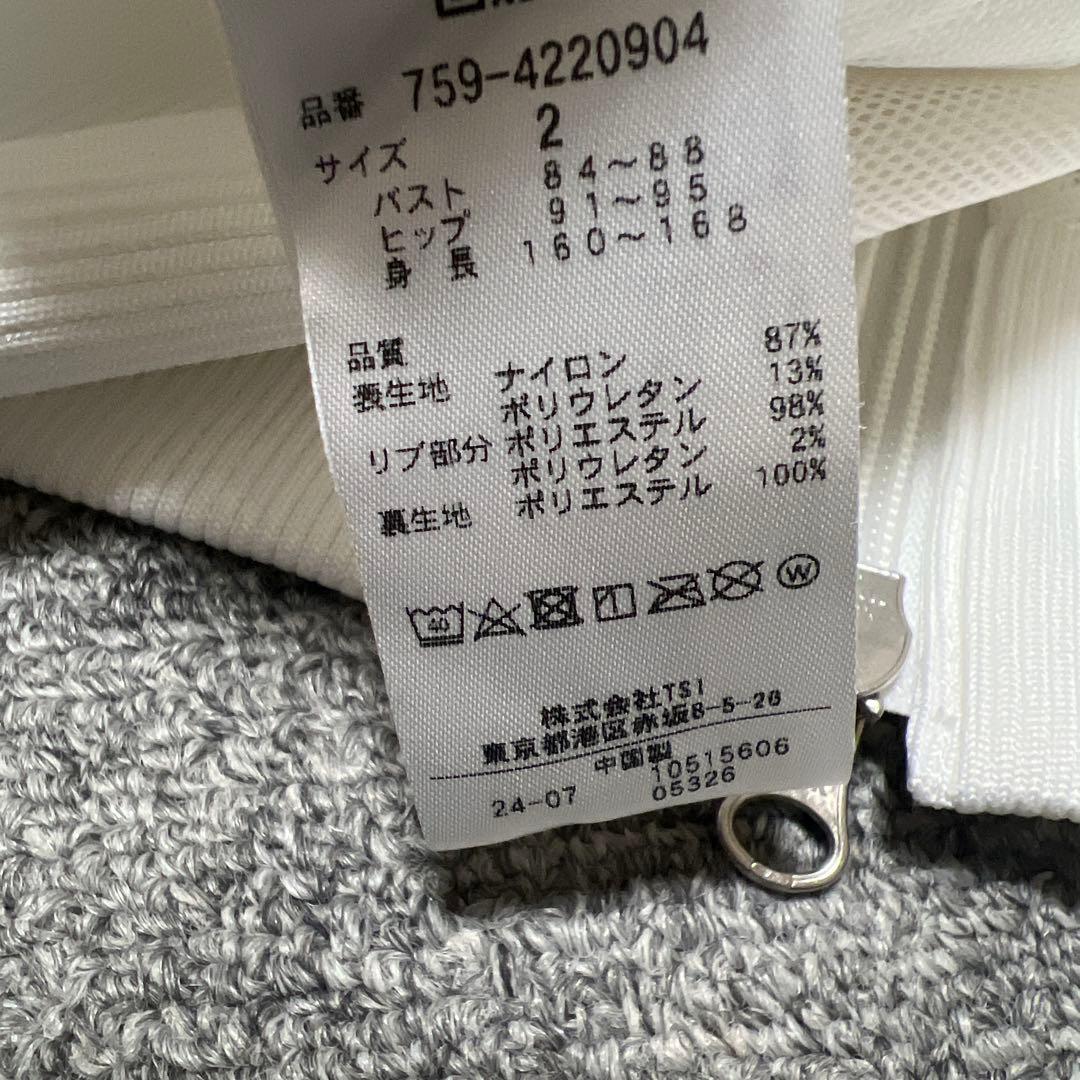 品番 759-4220904
サイズ 2
バスト 84～88
ヒップ 91～95
身長 160～168
品質
表生地 ナイロン 87%
ポリウレタン 13%
リブ部分 ポリエステル 98%
ポリウレタン 2%
裏生地 ポリエステル 100%
40
W
株式会社TSI
東京都港区赤坂8-5-26
中国製
10515606
24-07 05326